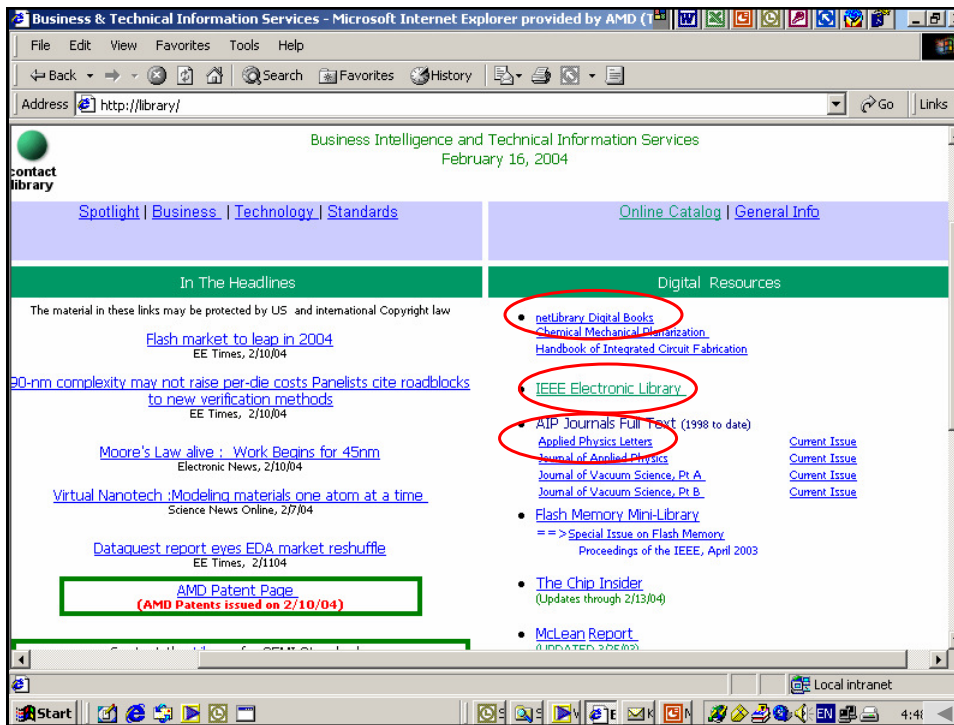 Business & Technical Information Services - Microsoft Internet Explorer provided by AMD
File Edit View Favorites Tools Help
Back Search Favorites History
Address http://library/ Go Links
contact
library
Business Intelligence and Technical Information Services
February 16, 2004
Spotlight | Business | Technology | Standards
Online Catalog | General Info
In The Headlines
The material in these links may be protected by US and international Copyright law
Flash market to leap in 2004
EE Times, 2/10/04
90-nm complexity may not raise per-die costs Panelists cite roadblocks
to new verification methods
EE Times, 2/10/04
Moore's Law alive : Work Begins for 45nm
Electronic News, 2/10/04
Virtual Nanotech :Modeling materials one atom at a time
Science News Online, 2/7/04
Dataquest report eyes EDA market reshuffle
EE Times, 2/1104
AMD Patent Page
(AMD Patents issued on 2/10/04)
Digital Resources
• netLibrary Digital Books
Chemical Mechanical Planarization
Handbook of Integrated Circuit Fabrication
• IEEE Electronic Library
• AIP Journals Full Text (1998 to date)
Applied Physics Letters Current Issue
Journal of Applied Physics Current Issue
Journal of Vacuum Science, Pt A Current Issue
Journal of Vacuum Science, Pt B Current Issue
• Flash Memory Mini-Library
==>Special Issue on Flash Memory
Proceedings of the IEEE, April 2003
• The Chip Insider
(Updates through 2/13/04)
• McLean Report
Local intranet
Start EN